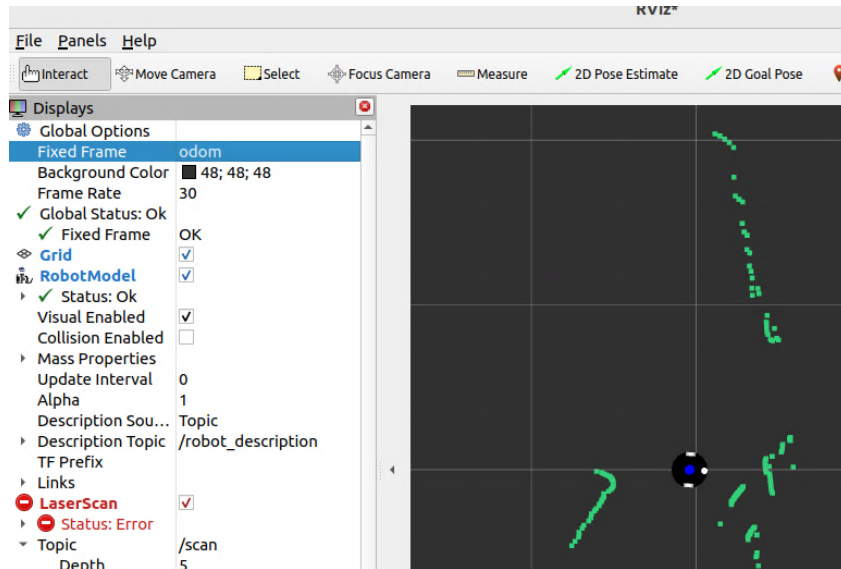 RViz*
File Panels Help
Interact Move Camera Select Focus Camera Measure 2D Pose Estimate 2D Goal Pose
Displays
Global Options
Fixed Frame odom
Background Color 48; 48; 48
Frame Rate 30
Global Status: Ok
Fixed Frame OK
Grid
RobotModel
Status: Ok
Visual Enabled
Collision Enabled
Mass Properties
Update Interval 0
Alpha 1
Description Sou... Topic
Description Topic /robot_description
TF Prefix
Links
LaserScan
Status: Error
Topic /scan
Depth 5